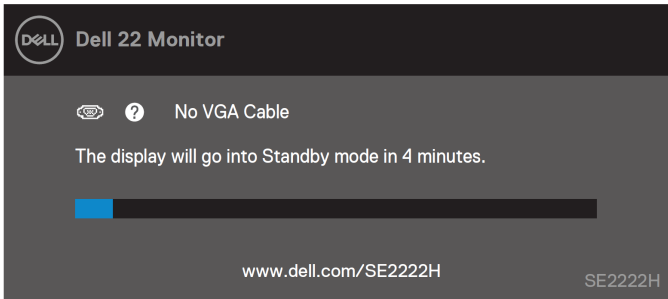 DELL
Dell 22 Monitor
? No VGA Cable
The display will go into Standby mode in 4 minutes.
www.dell.com/SE2222H
SE2222H